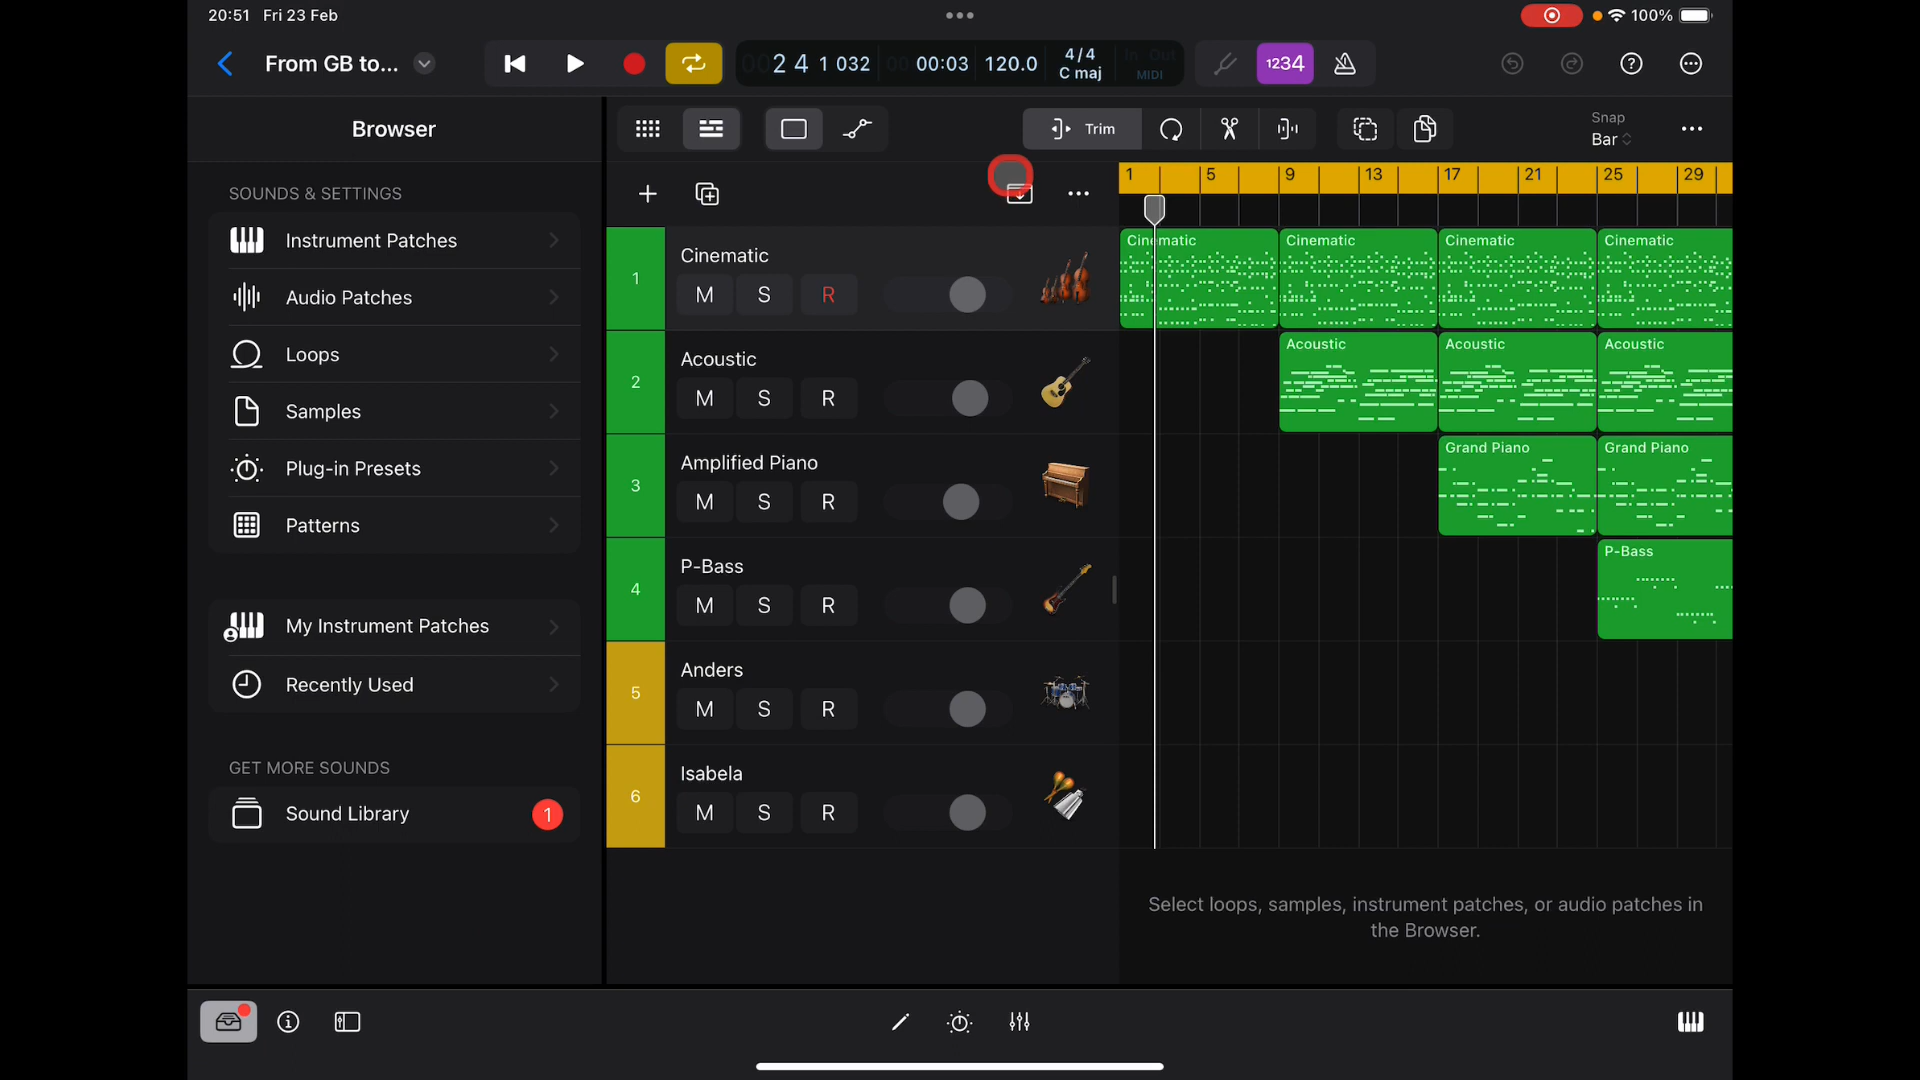 20:51 Fri 23 Feb
100%
From GB to...
002 4 1 032
00 00:03
120.0
4/4
C maj
In Out
MIDI
1234
Browser
Trim
Snap
Bar
SOUNDS & SETTINGS
Instrument Patches
Audio Patches
Loops
Samples
Plug-in Presets
Patterns
My Instrument Patches
Recently Used
GET MORE SOUNDS
Sound Library 1
1 5 9 13 17 21 25 29
1 Cinematic
M S R
2 Acoustic
M S R
3 Amplified Piano
M S R
4 P-Bass
M S R
5 Anders
M S R
6 Isabela
M S R
Cinematic Cinematic Cinematic Cinematic
Acoustic Acoustic Acoustic
Grand Piano Grand Piano
P-Bass
Select loops, samples, instrument patches, or audio patches in
the Browser.